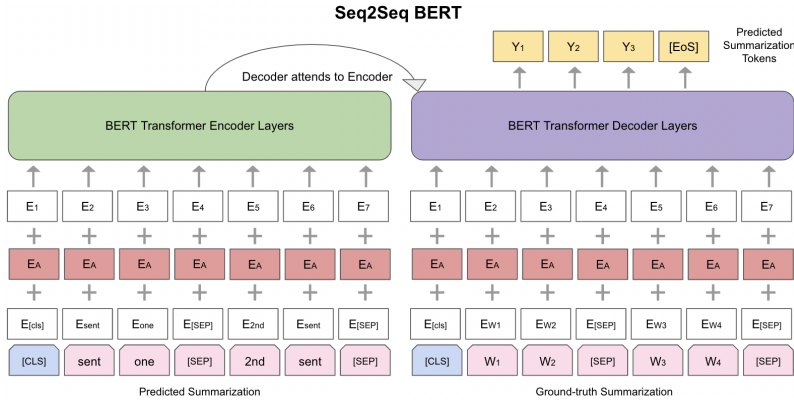 Seq2Seq BERT
Y1 Y2 Y3 [EoS]
Predicted
Summarization
Tokens
Decoder attends to Encoder
BERT Transformer Encoder Layers
BERT Transformer Decoder Layers
E1 E2 E3 E4 E5 E6 E7
E1 E2 E3 E4 E5 E6 E7
+ + + + + + +
+ + + + + + +
EA EA EA EA EA EA EA
EA EA EA EA EA EA EA
+ + + + + + +
+ + + + + + +
E[cls] Esent Eone E[SEP] E2nd Esent E[SEP]
E[cls] EW1 EW2 E[SEP] EW3 EW4 E[SEP]
[CLS] sent one [SEP] 2nd sent [SEP]
[CLS] W1 W2 [SEP] W3 W4 [SEP]
Predicted Summarization
Ground-truth Summarization